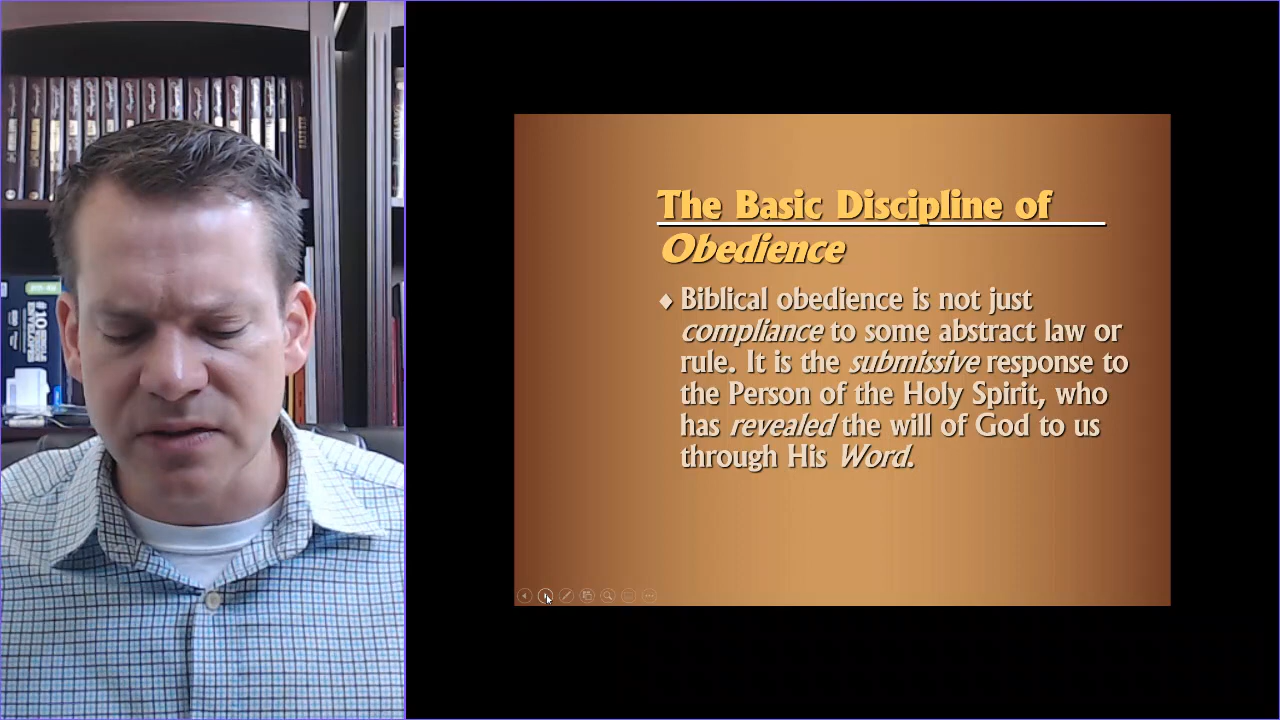 The Basic Discipline of
Obedience
♦ Biblical obedience is not just
compliance to some abstract law or
rule. It is the submissive response to
the Person of the Holy Spirit, who
has revealed the will of God to us
through His Word.